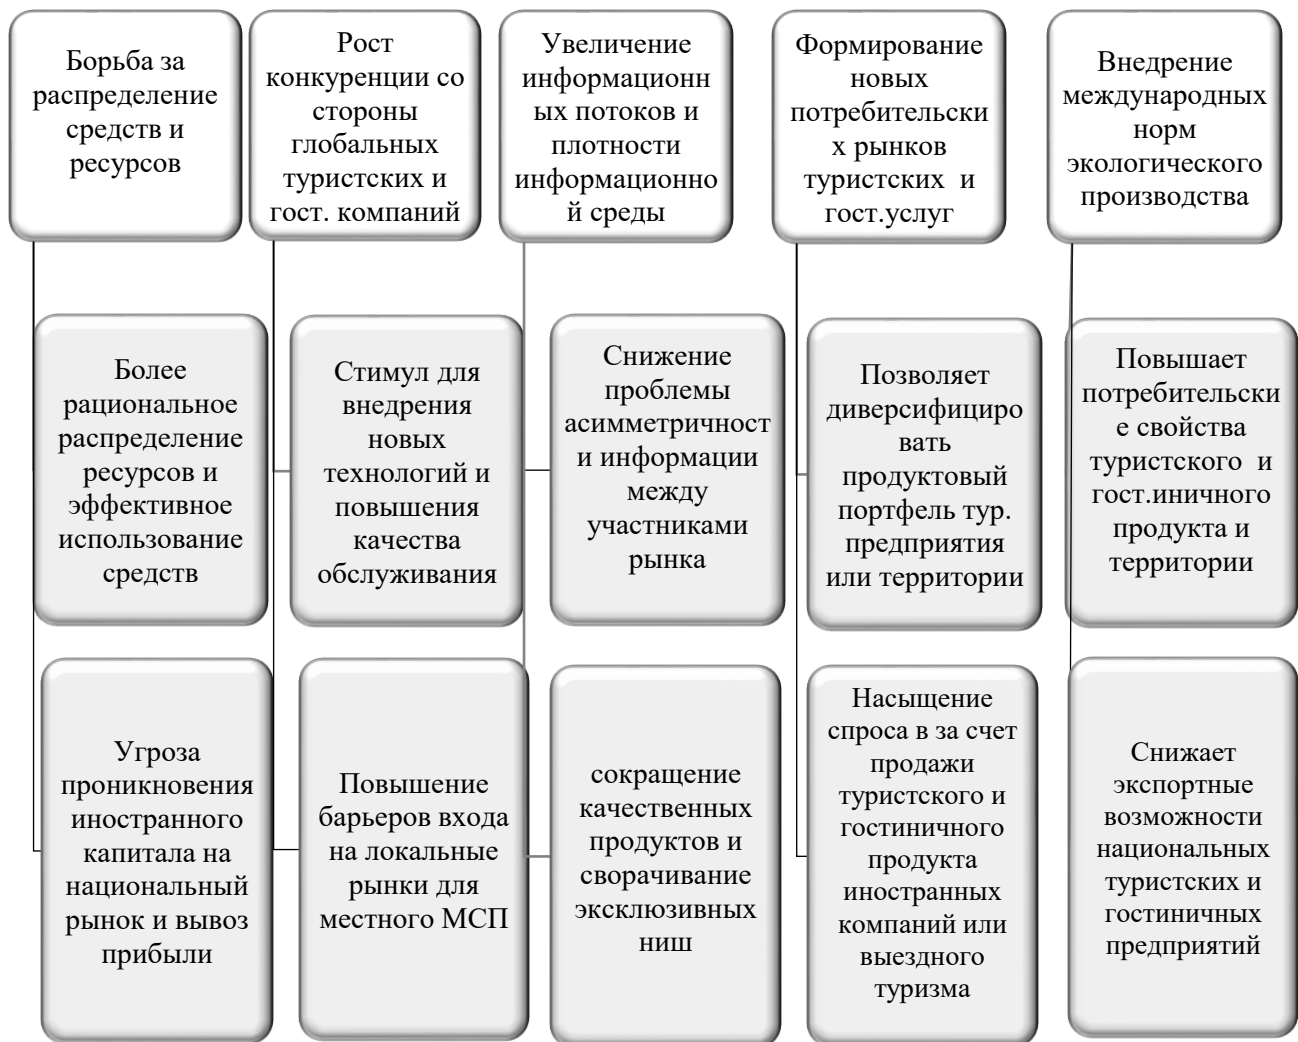 Борьба за
распределение
средств и
ресурсов
Рост
конкуренции со
стороны
глобальных
туристских и
гост. компаний
Увеличение
информационн
ых потоков и
плотности
информационно
й среды
Формирование
новых
потребительски
х рынков
туристских и
гост.услуг
Внедрение
международных
норм
экологического
производства
Более
рациональное
распределение
ресурсов и
эффективное
использование
средств
Стимул для
внедрения
новых
технологий и
повышения
качества
обслуживания
Снижение
проблемы
асимметричност
и информации
между
участниками
рынка
Позволяет
диверсифициро
вать
продуктовый
портфель тур.
предприятия
или территории
Повышает
потребительски
е свойства
туристского и
гост.иничного
продукта и
территории
Угроза
проникновения
иностранного
капитала на
национальный
рынок и вывоз
прибыли
Повышение
барьеров входа
на локальные
рынки для
местного МСП
сокращение
качественных
продуктов и
сворачивание
эксклюзивных
ниш
Насыщение
спроса в за счет
продажи
туристского и
гостиничного
продукта
иностранных
компаний или
выездного
туризма
Снижает
экспортные
возможности
национальных
туристских и
гостиничных
предприятий